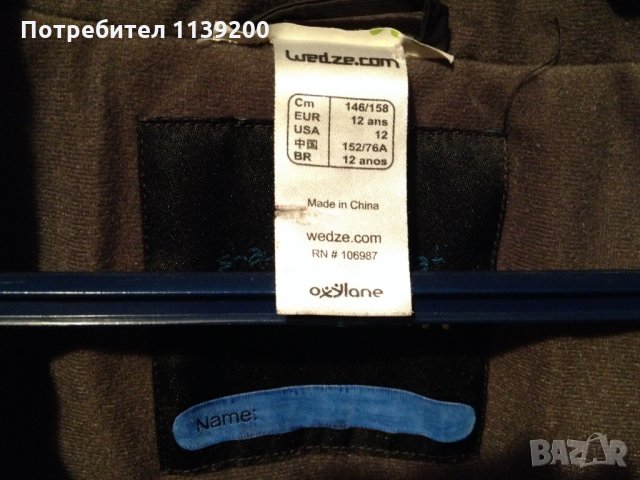 Потребител 1139200
wedze.com
Cm 146/158
EUR 12 ans
USA 12
中国 152/76A
BR 12 anos
Made in China
wedze.com
RN # 106987
oxylane
Name:
BAZAR